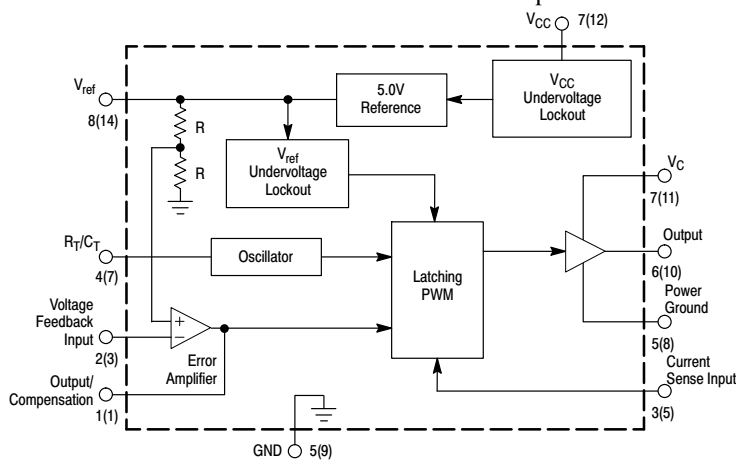 VCC 7(12)
Vref
8(14)
5.0V
Reference
VCC
Undervoltage
Lockout
R
R
Vref
Undervoltage
Lockout
VC
7(11)
RT/CT
4(7)
Oscillator
Latching
PWM
Output
6(10)
Voltage
Feedback
Input
2(3)
+
−
Error
Amplifier
Power
Ground
5(8)
Output/
Compensation
1(1)
Current
Sense Input
3(5)
GND 5(9)